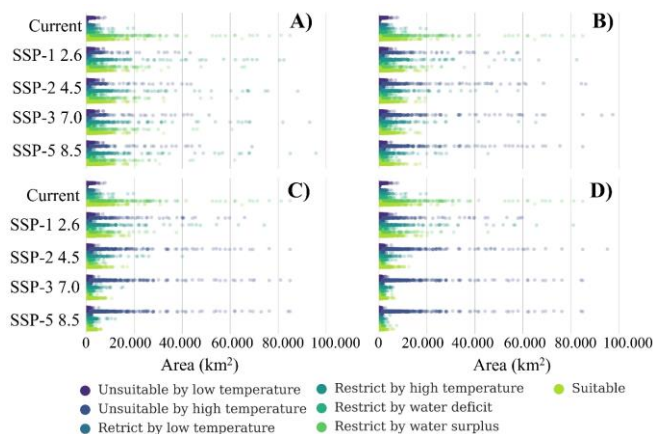 A)
B)
Current
SSP-1 2.6
SSP-2 4.5
SSP-3 7.0
SSP-5 8.5
C)
D)
Current
SSP-1 2.6
SSP-2 4.5
SSP-3 7.0
SSP-5 8.5
0 20.000 40.000 60.000 80.000 100.000 0 20.000 40.000 60.000 80.000 100.000
Area (km²) Area (km²)
Unsuitable by low temperature Restrict by high temperature Suitable
Unsuitable by high temperature Restrict by water deficit
Retrict by low temperature Restrict by water surplus